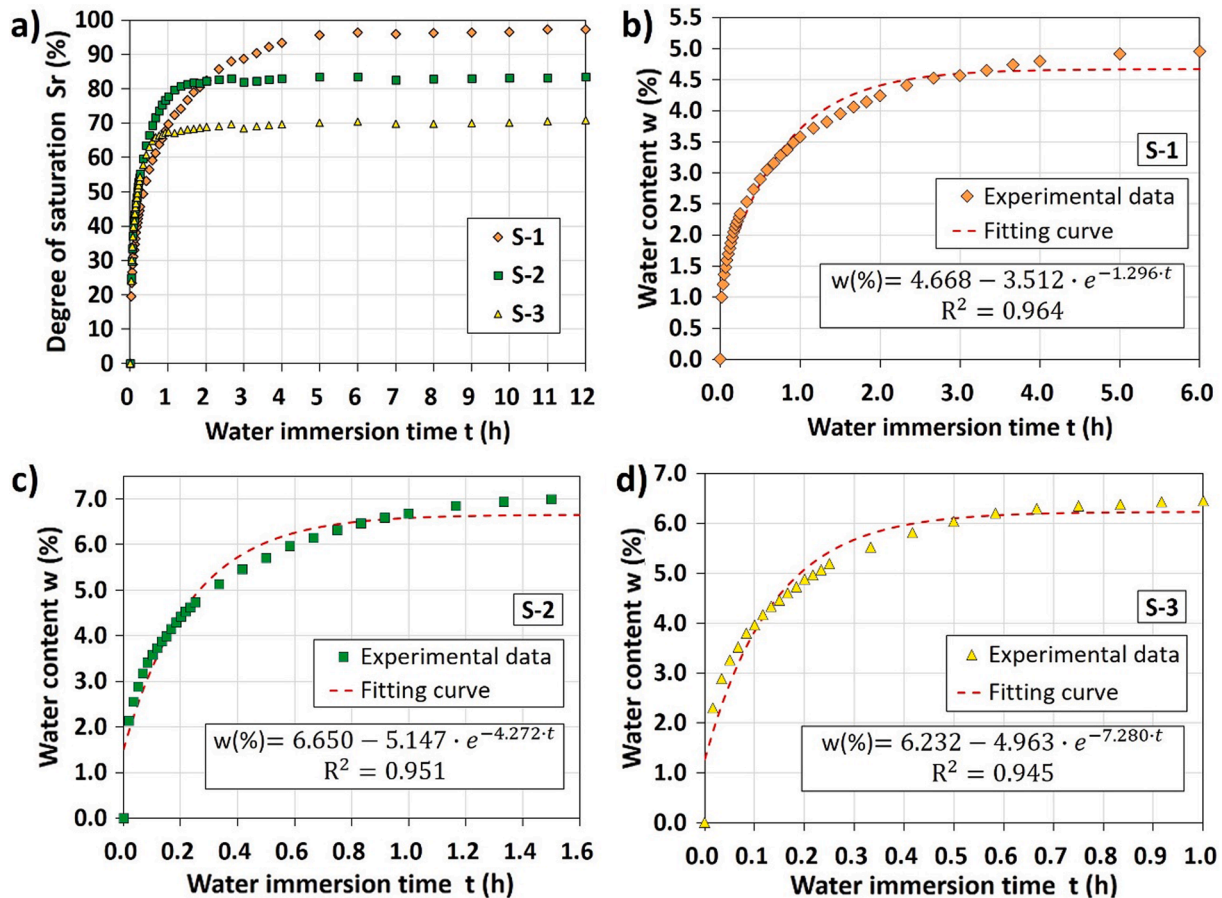 a)
Degree of saturation Sr (%)
100
90
80
70
60
50
40
30
20
10
0
S-1
S-2
S-3
0 1 2 3 4 5 6 7 8 9 10 11 12
Water immersion time t (h)
b)
Water content w (%)
5.5
5.0
4.5
4.0
3.5
3.0
2.5
2.0
1.5
1.0
0.5
0.0
S-1
Experimental data
Fitting curve
w(%)= 4.668 − 3.512 · e^−1.296·t
R² = 0.964
0.0 1.0 2.0 3.0 4.0 5.0 6.0
Water immersion time t (h)
c)
Water content w (%)
7.0
6.0
5.0
4.0
3.0
2.0
1.0
0.0
S-2
Experimental data
Fitting curve
w(%)= 6.650 − 5.147 · e^−4.272·t
R² = 0.951
0.0 0.2 0.4 0.6 0.8 1.0 1.2 1.4 1.6
Water immersion time t (h)
d)
Water content w (%)
7.0
6.0
5.0
4.0
3.0
2.0
1.0
0.0
S-3
Experimental data
Fitting curve
w(%)= 6.232 − 4.963 · e^−7.280·t
R² = 0.945
0.0 0.1 0.2 0.3 0.4 0.5 0.6 0.7 0.8 0.9 1.0
Water immersion time t (h)